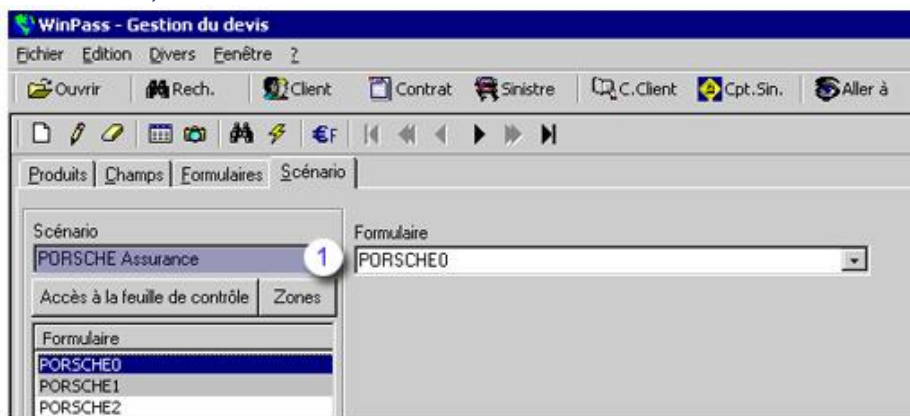 WinPass - Gestion du devis
Fichier Edition Divers Fenêtre ?
Ouvrir Rech. Client Contrat Sinistre C.Client Cpt.Sin. Aller à
€F
Produits Champs Formulaires Scénario
Scénario Formulaire
PORSCHE Assurance 1 PORSCHE0
Accès à la feuille de contrôle Zones
Formulaire
PORSCHE0
PORSCHE1
PORSCHE2